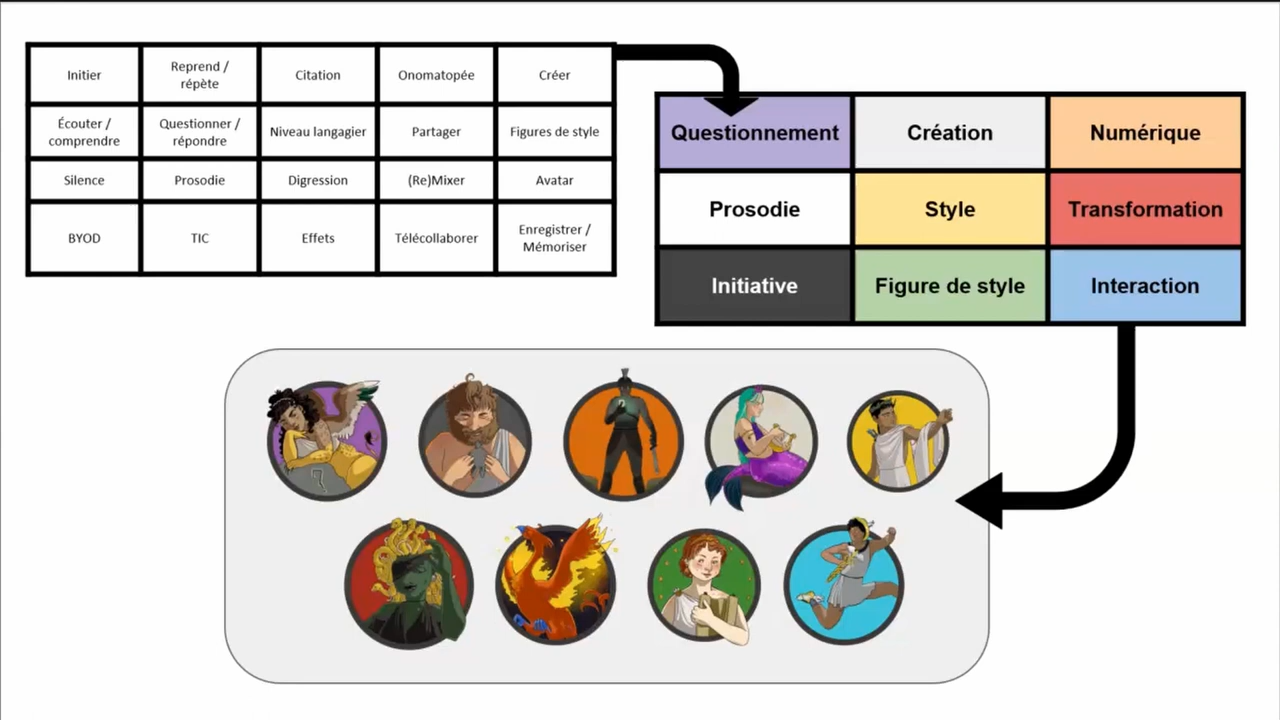 Initier
Reprend /
répète
Citation
Onomatopée
Créer
Écouter /
comprendre
Questionner /
répondre
Niveau langagier
Partager
Figures de style
Silence
Prosodie
Digression
(Re)Mixer
Avatar
BYOD
TIC
Effets
Télécollaborer
Enregistrer /
Mémoriser
Questionnement
Création
Numérique
Prosodie
Style
Transformation
Initiative
Figure de style
Interaction
?